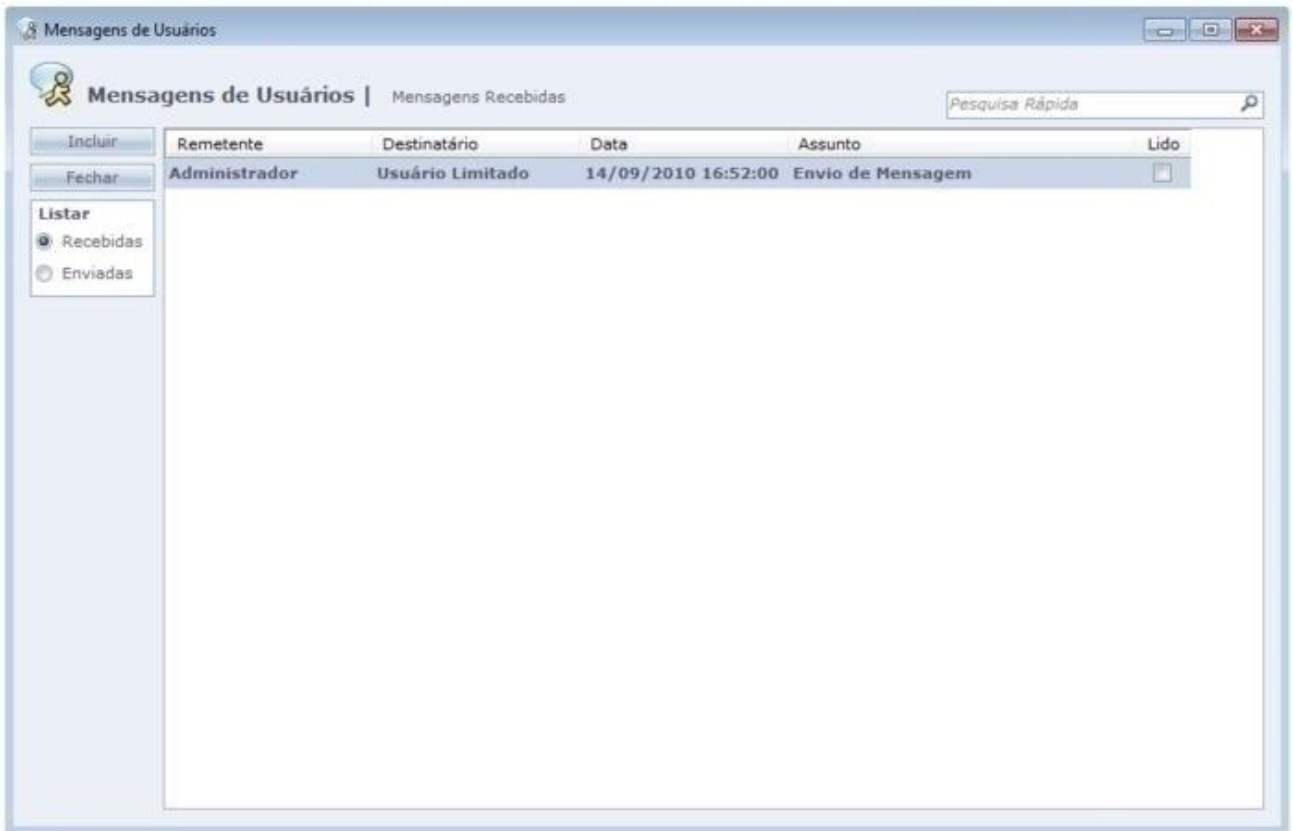 Mensagens de Usuários
Mensagens de Usuários | Mensagens Recebidas
Pesquisa Rápida
Incluir
Fechar
Listar
Recebidas
Enviadas
Remetente Destinatário Data Assunto Lido
Administrador Usuário Limitado 14/09/2010 16:52:00 Envio de Mensagem